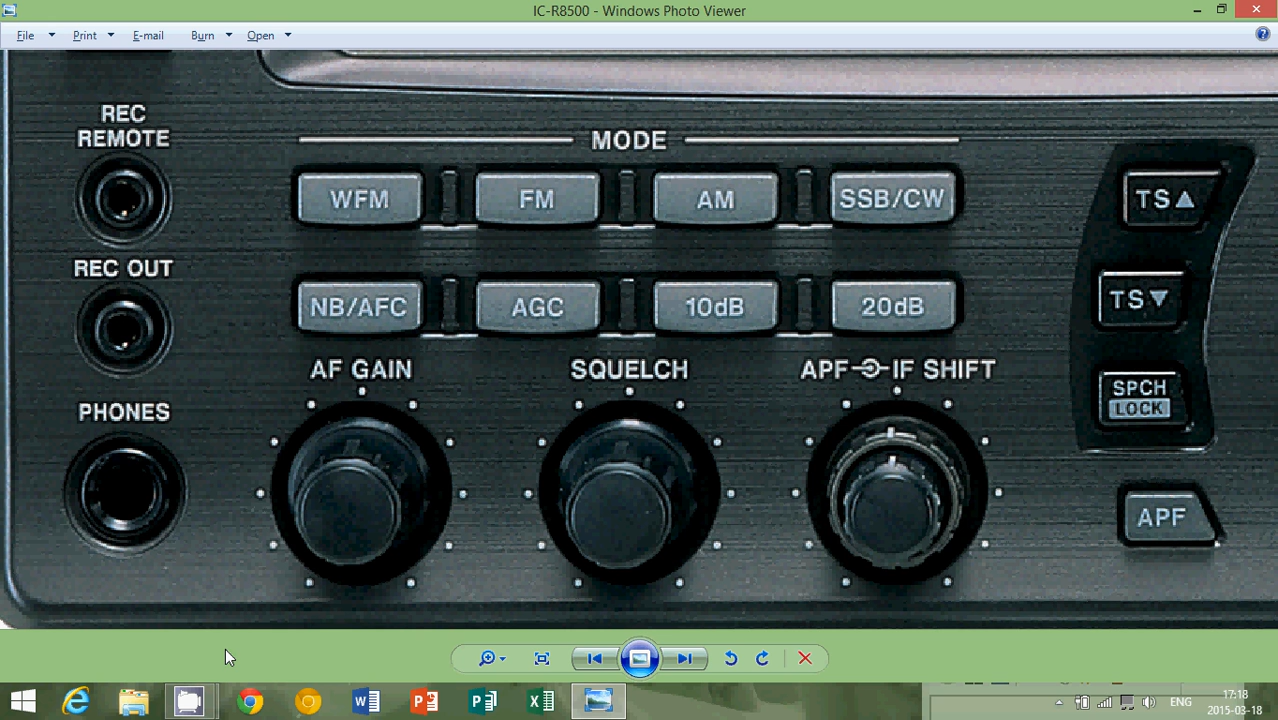 IC-R8500 - Windows Photo Viewer
File Print E-mail Burn Open
REC
REMOTE
MODE
WFM FM AM SSB/CW
TS▲
REC OUT
NB/AFC AGC 10dB 20dB
TS▼
AF GAIN SQUELCH APF IF SHIFT
SPCH
LOCK
PHONES
APF
ENG
17:18
2015-03-18